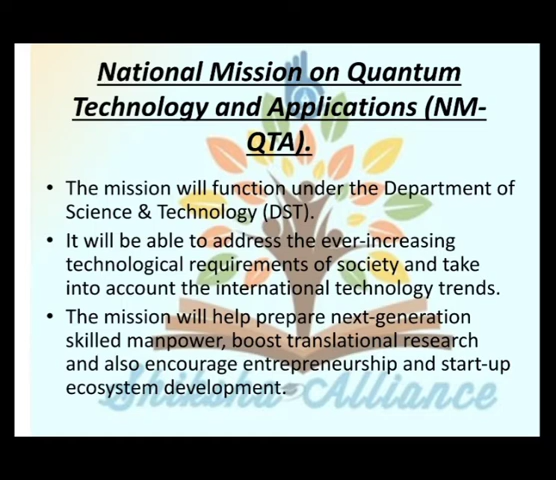 National Mission on Quantum
Technology and Applications (NM-
QTA).
• The mission will function under the Department of
Science & Technology (DST).
• It will be able to address the ever-increasing
technological requirements of society and take
into account the international technology trends.
• The mission will help prepare next-generation
skilled manpower, boost translational research
and also encourage entrepreneurship and start-up
ecosystem development.
Shiksha Alliance